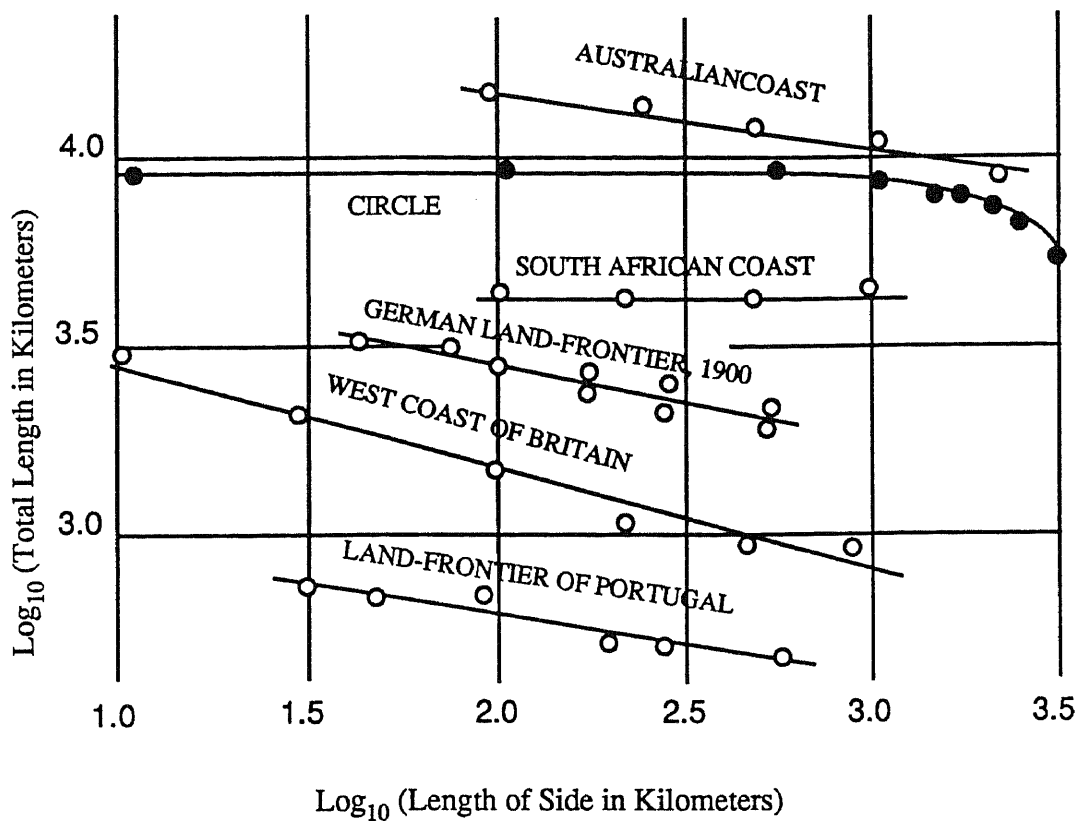 AUSTRALIANCOAST
4.0
CIRCLE
SOUTH AFRICAN COAST
GERMAN LAND-FRONTIER, 1900
3.5
WEST COAST OF BRITAIN
3.0
LAND-FRONTIER OF PORTUGAL
Log10 (Total Length in Kilometers)
1.0 1.5 2.0 2.5 3.0 3.5
Log10 (Length of Side in Kilometers)